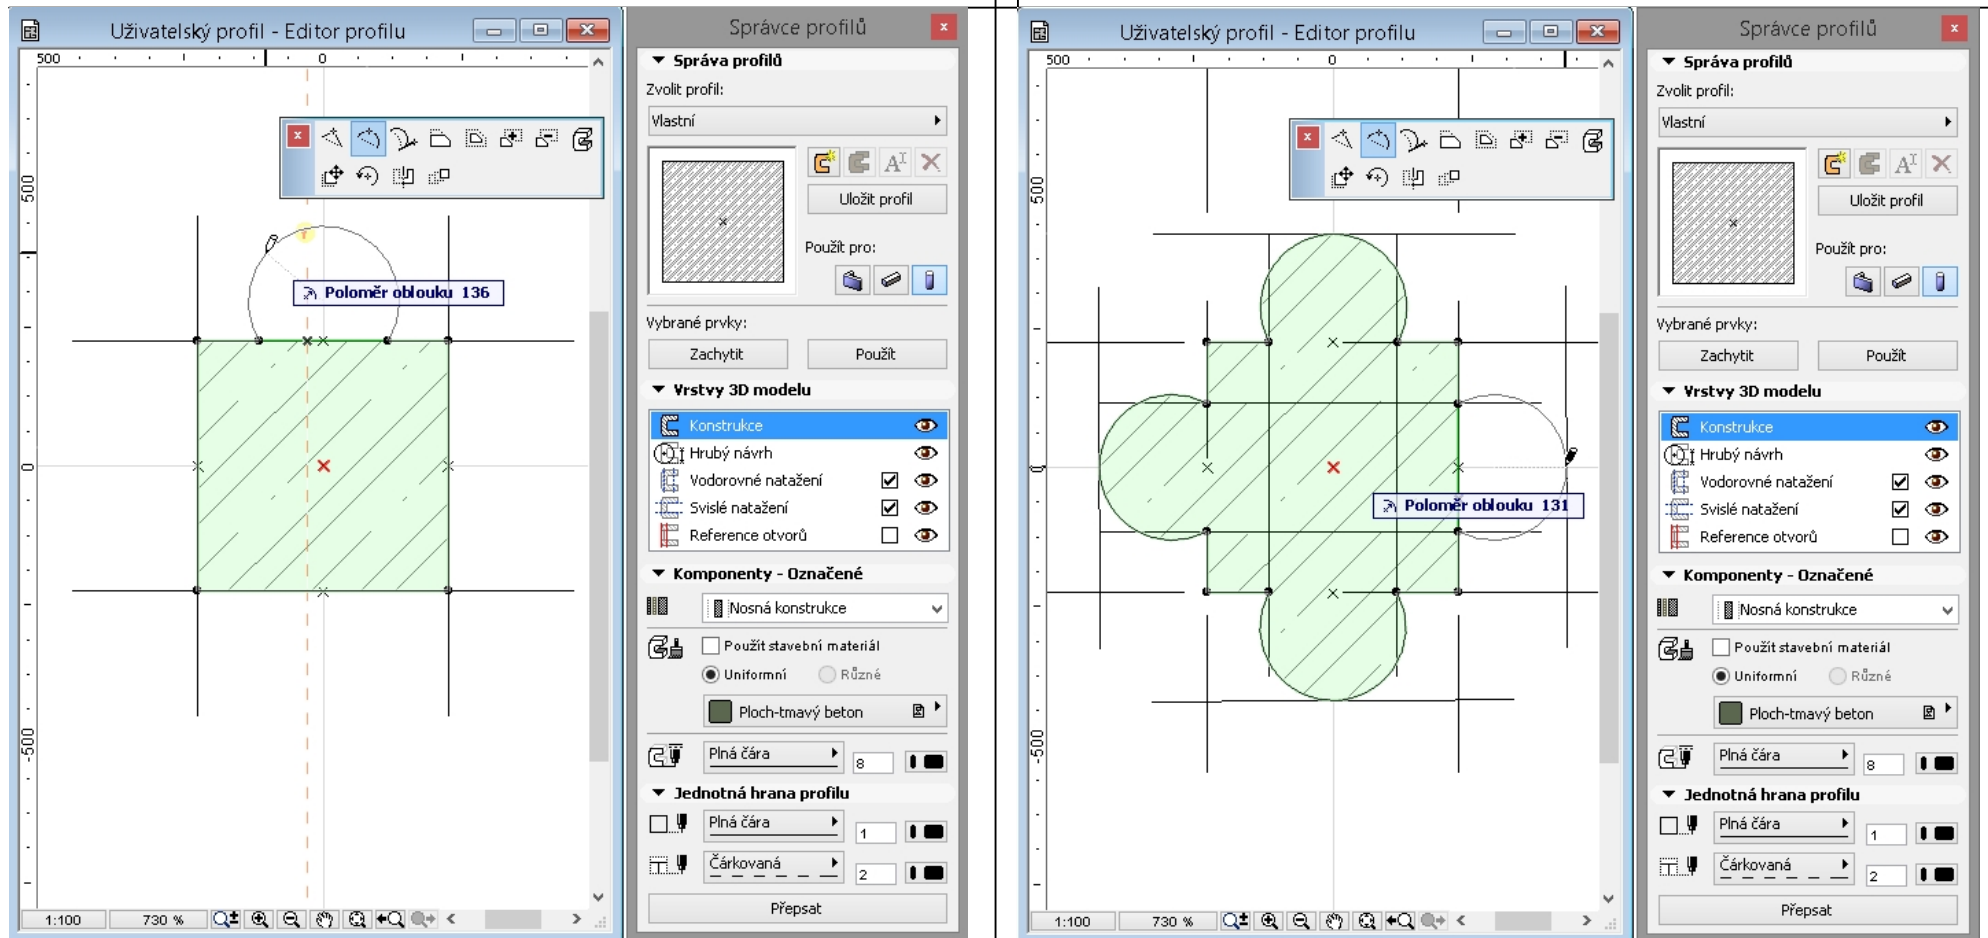 Uživatelský profil - Editor profilu
500
0
500
0
-500
Poloměr oblouku 136
1:100
730 %
Správce profilů
Správa profilů
Zvolit profil:
Vlastní
Uložit profil
Použít pro:
Vybrané prvky:
Zachytit
Použít
Vrstvy 3D modelu
Konstrukce
Hrubý návrh
Vodorovné natažení
Svislé natažení
Reference otvorů
Komponenty - Označené
Nosná konstrukce
Použít stavební materiál
Uniformní
Různé
Ploch-tmavý beton
Plná čára
8
Jednotná hrana profilu
Plná čára
1
Čárkovaná
2
Přepsat
Uživatelský profil - Editor profilu
500
0
500
0
-500
Poloměr oblouku 131
1:100
730 %
Správce profilů
Správa profilů
Zvolit profil:
Vlastní
Uložit profil
Použít pro:
Vybrané prvky:
Zachytit
Použít
Vrstvy 3D modelu
Konstrukce
Hrubý návrh
Vodorovné natažení
Svislé natažení
Reference otvorů
Komponenty - Označené
Nosná konstrukce
Použít stavební materiál
Uniformní
Různé
Ploch-tmavý beton
Plná čára
8
Jednotná hrana profilu
Plná čára
1
Čárkovaná
2
Přepsat